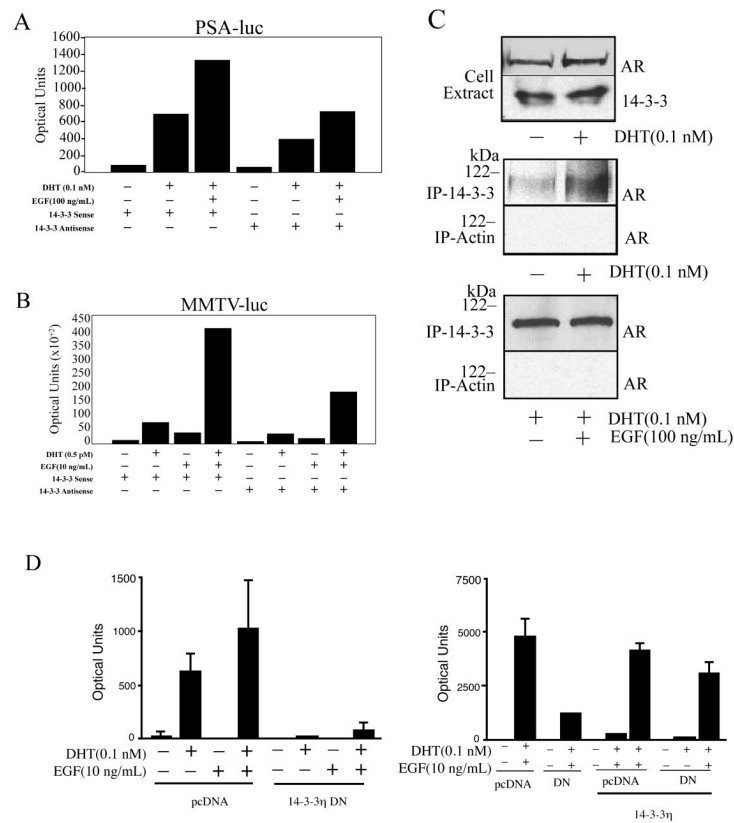 A
PSA-luc
Optical Units
1600
1400
1200
1000
800
600
400
200
0
DHT (0.1 nM) – + + – + +
EGF(100 ng/mL) – – + – – +
14-3-3 Sense + + + – – –
14-3-3 Antisense – – – + + +
B
MMTV-luc
Optical Units (x10⁺²)
450
400
350
300
250
200
150
100
50
0
DHT (0.5 pM) – + – + – + – +
EGF(10 ng/mL) – – + + – – + +
14-3-3 Sense + + + + – – – –
14-3-3 Antisense – – – – + + + +
C
Cell
Extract
AR
14-3-3
– + DHT(0.1 nM)
kDa
122–
IP-14-3-3 AR
122–
IP-Actin AR
– + DHT(0.1 nM)
kDa
122–
IP-14-3-3 AR
122–
IP-Actin AR
+ + DHT(0.1 nM)
– + EGF(100 ng/mL)
D
Optical Units
1500
1000
500
0
DHT(0.1 nM) – + – + – + – +
EGF(10 ng/mL) – – + + – – + +
pcDNA 14-3-3η DN
Optical Units
7500
5000
2500
0
DHT(0.1 nM) – + – + – + + – + +
EGF(10 ng/mL) – + – + – + + – – +
pcDNA DN pcDNA DN
14-3-3η